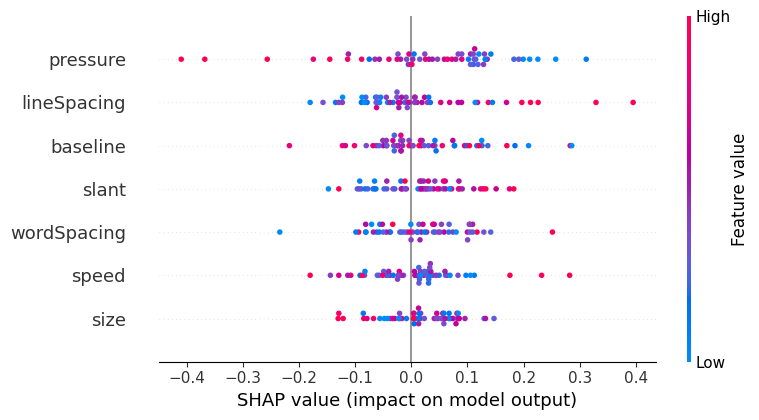 High
pressure
lineSpacing
baseline
slant
wordSpacing
speed
size
Feature value
Low
−0.4 −0.3 −0.2 −0.1 0.0 0.1 0.2 0.3 0.4
SHAP value (impact on model output)